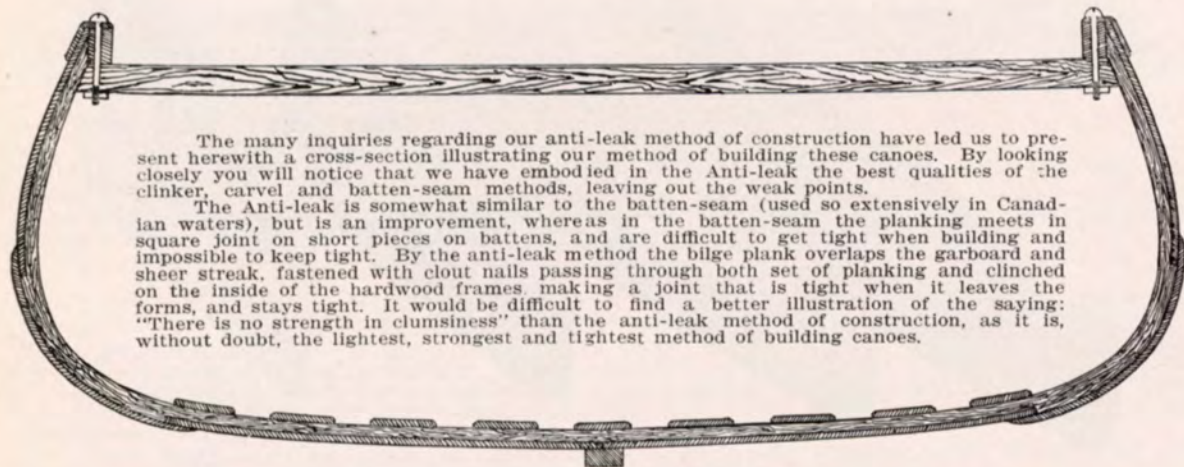 The many inquiries regarding our anti-leak method of construction have led us to pre-
sent herewith a cross-section illustrating our method of building these canoes. By looking
closely you will notice that we have embodied in the Anti-leak the best qualities of the
clinker, carvel and batten-seam methods, leaving out the weak points.
The Anti-leak is somewhat similar to the batten-seam (used so extensively in Canad-
ian waters), but is an improvement, whereas in the batten-seam the planking meets in
square joint on short pieces on battens, and are difficult to get tight when building and
impossible to keep tight. By the anti-leak method the bilge plank overlaps the garboard and
sheer streak, fastened with clout nails passing through both set of planking and clinched
on the inside of the hardwood frames. making a joint that is tight when it leaves the
forms, and stays tight. It would be difficult to find a better illustration of the saying:
“There is no strength in clumsiness” than the anti-leak method of construction, as it is,
without doubt, the lightest, strongest and tightest method of building canoes.